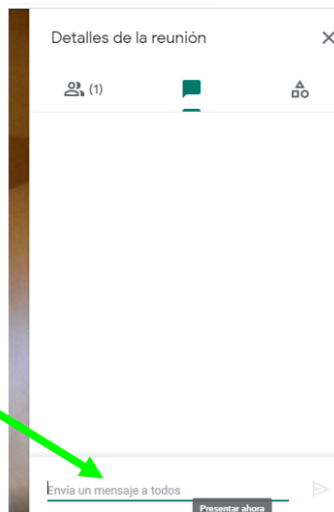 Detalles de la reunión
(1)
Envía un mensaje a todos
Presentar ahora